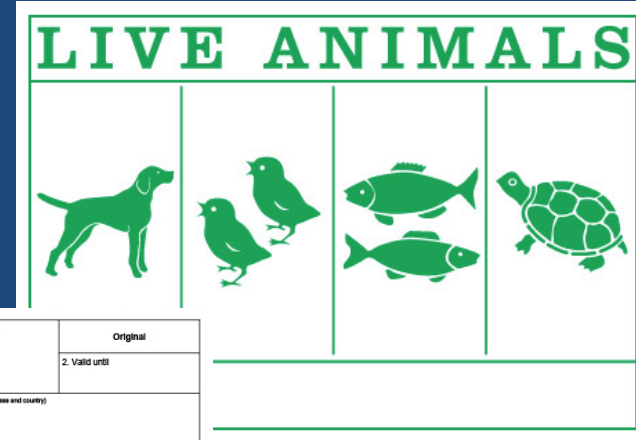 LIVE ANIMALS
Original
2. Valid until
ess and country)